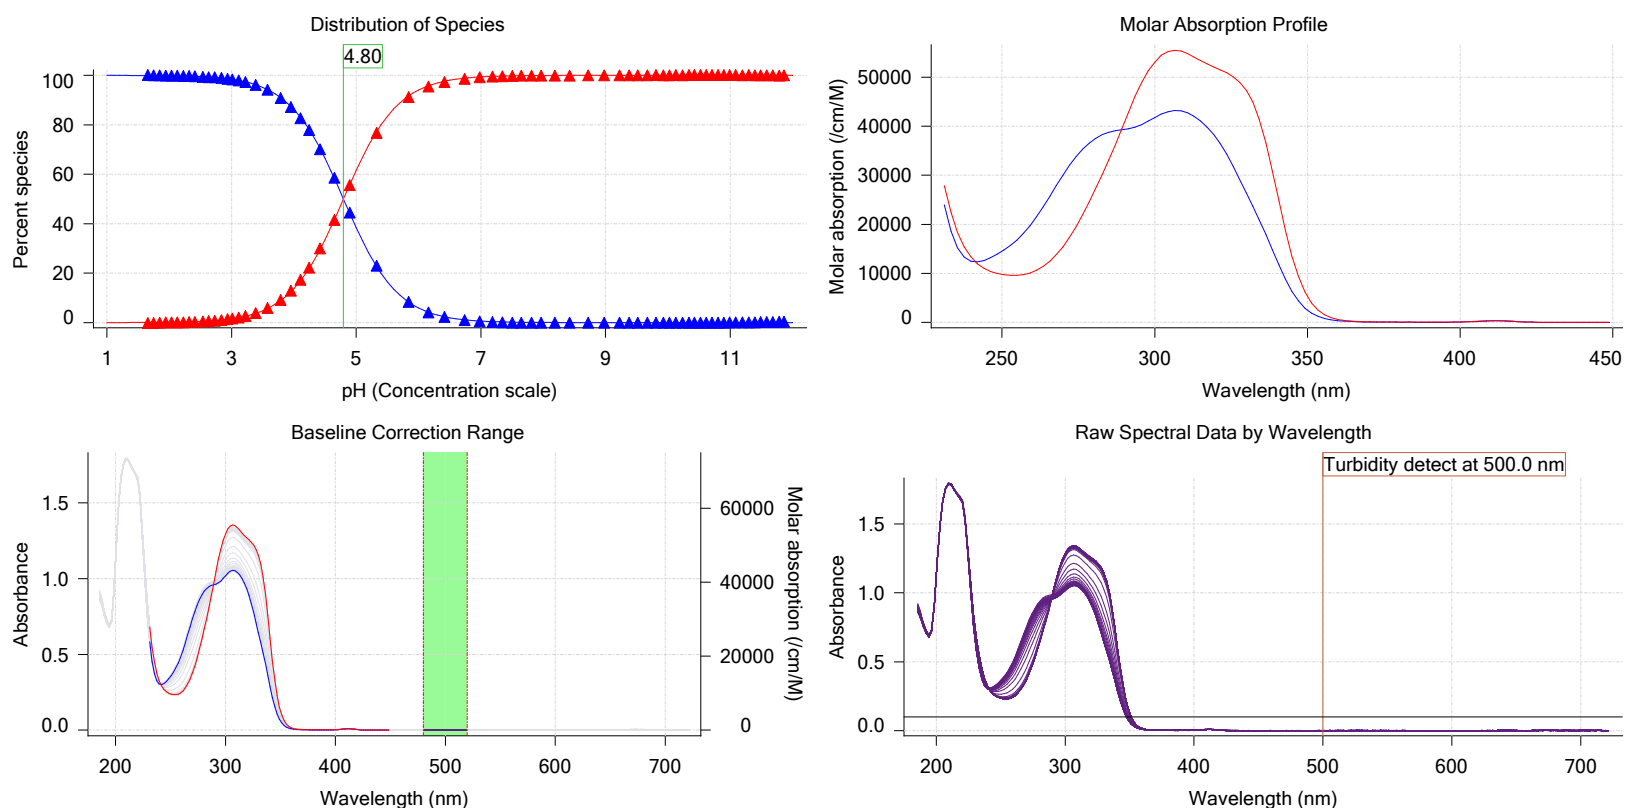 Distribution of Species
4.80
100
80
60
40
20
0
Percent species
1 3 5 7 9 11
pH (Concentration scale)
Molar Absorption Profile
50000
40000
30000
20000
10000
0
Molar absorption (/cm/M)
250 300 350 400 450
Wavelength (nm)
Baseline Correction Range
1.5
1.0
0.5
0.0
Absorbance
60000
40000
20000
0
Molar absorption (/cm/M)
200 300 400 500 600 700
Wavelength (nm)
Raw Spectral Data by Wavelength
Turbidity detect at 500.0 nm
1.5
1.0
0.5
0.0
Absorbance
200 300 400 500 600 700
Wavelength (nm)